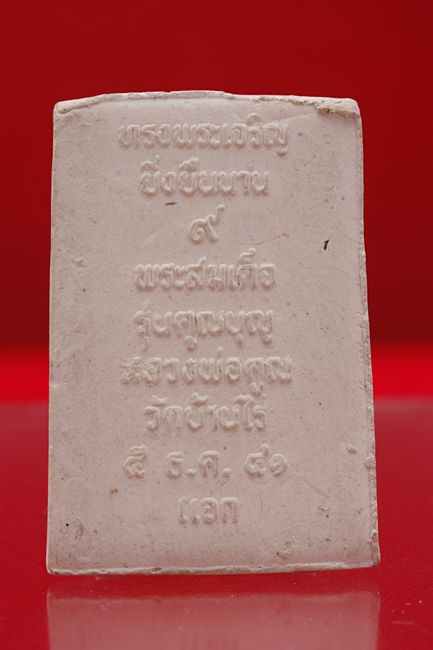 ทรงพระเจริญ
ยิ่งยืนนาน
๙
พระสมเด็จ
รุ่นคูณบุญ
หลวงพ่อคูณ
วัดบ้านไร่
๕ ธ.ค. ๔๑
แจก